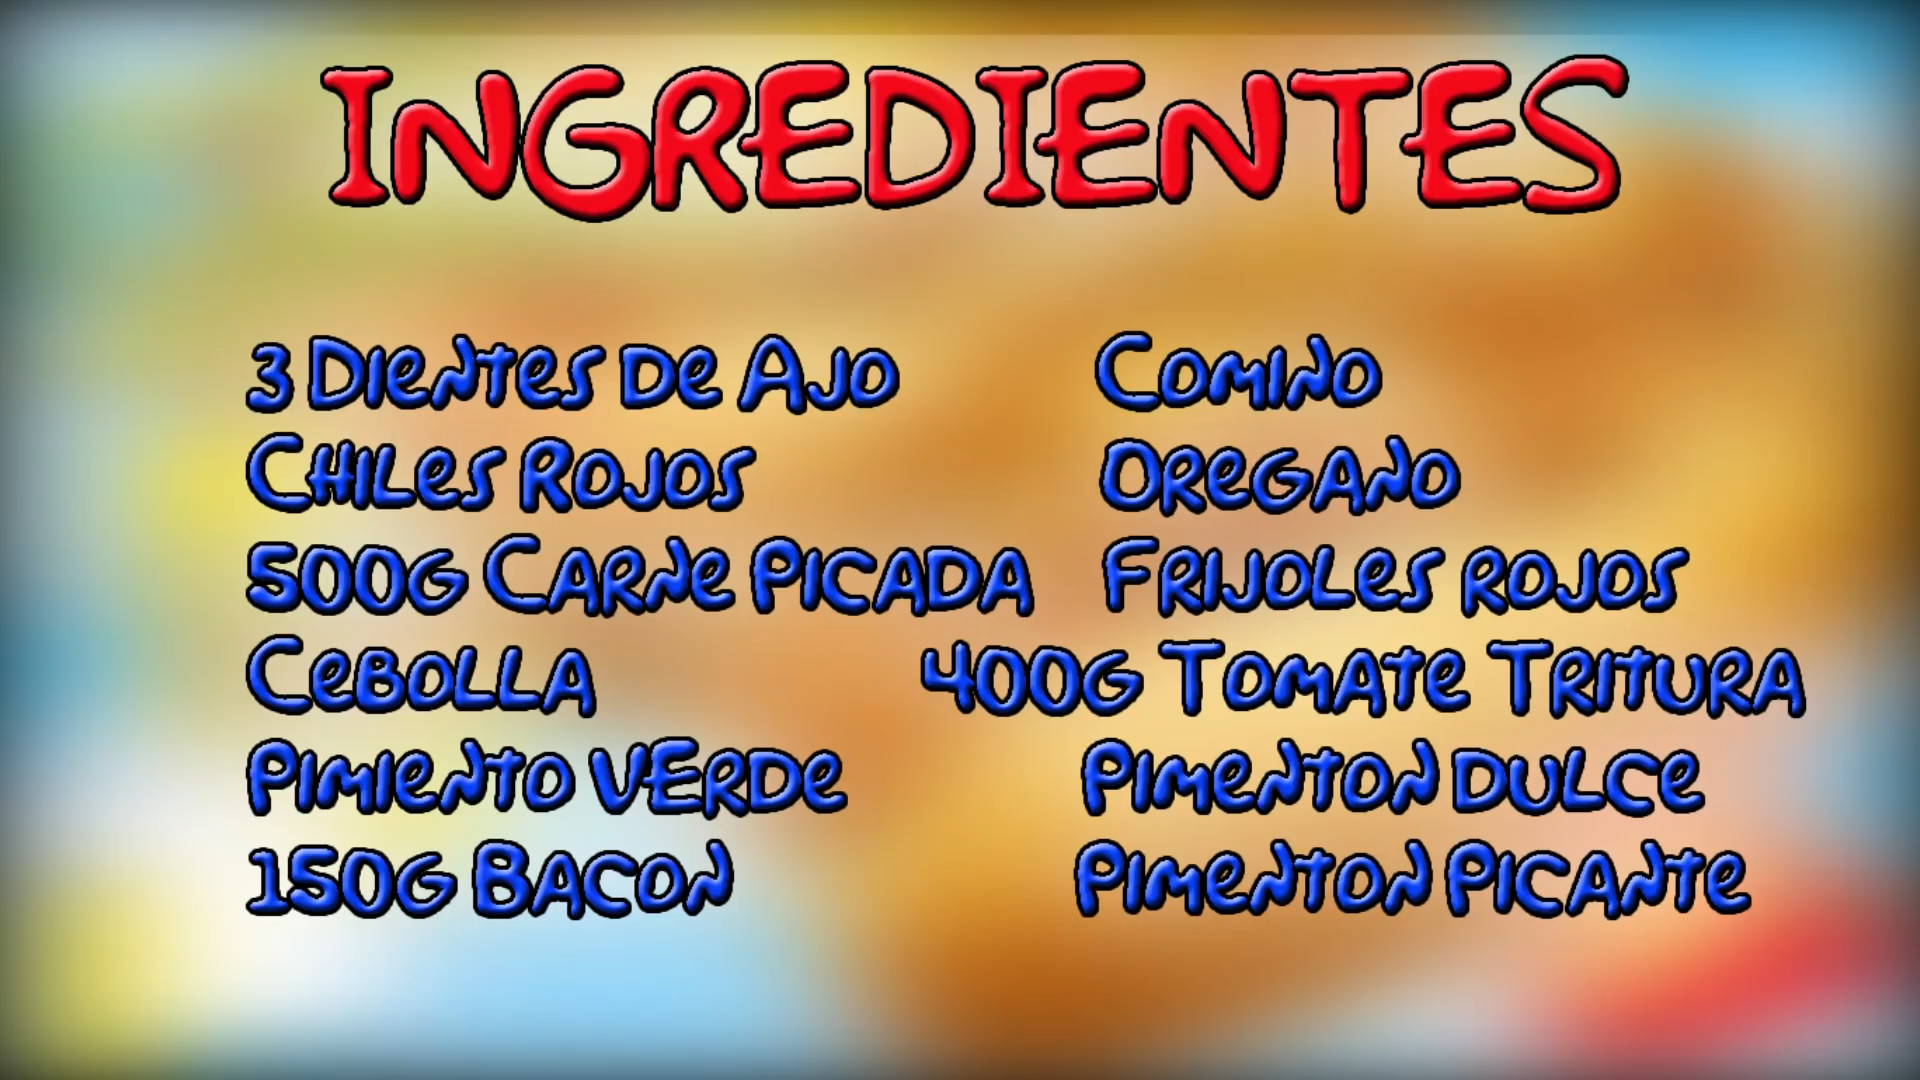 INGREDIENTES
3 Dientes de Ajo
Chiles Rojos
500g Carne Picada
Cebolla
Pimiento Verde
150g Bacon
Comino
Oregano
Frijoles rojos
400g Tomate Tritura
Pimenton dulce
Pimenton Picante